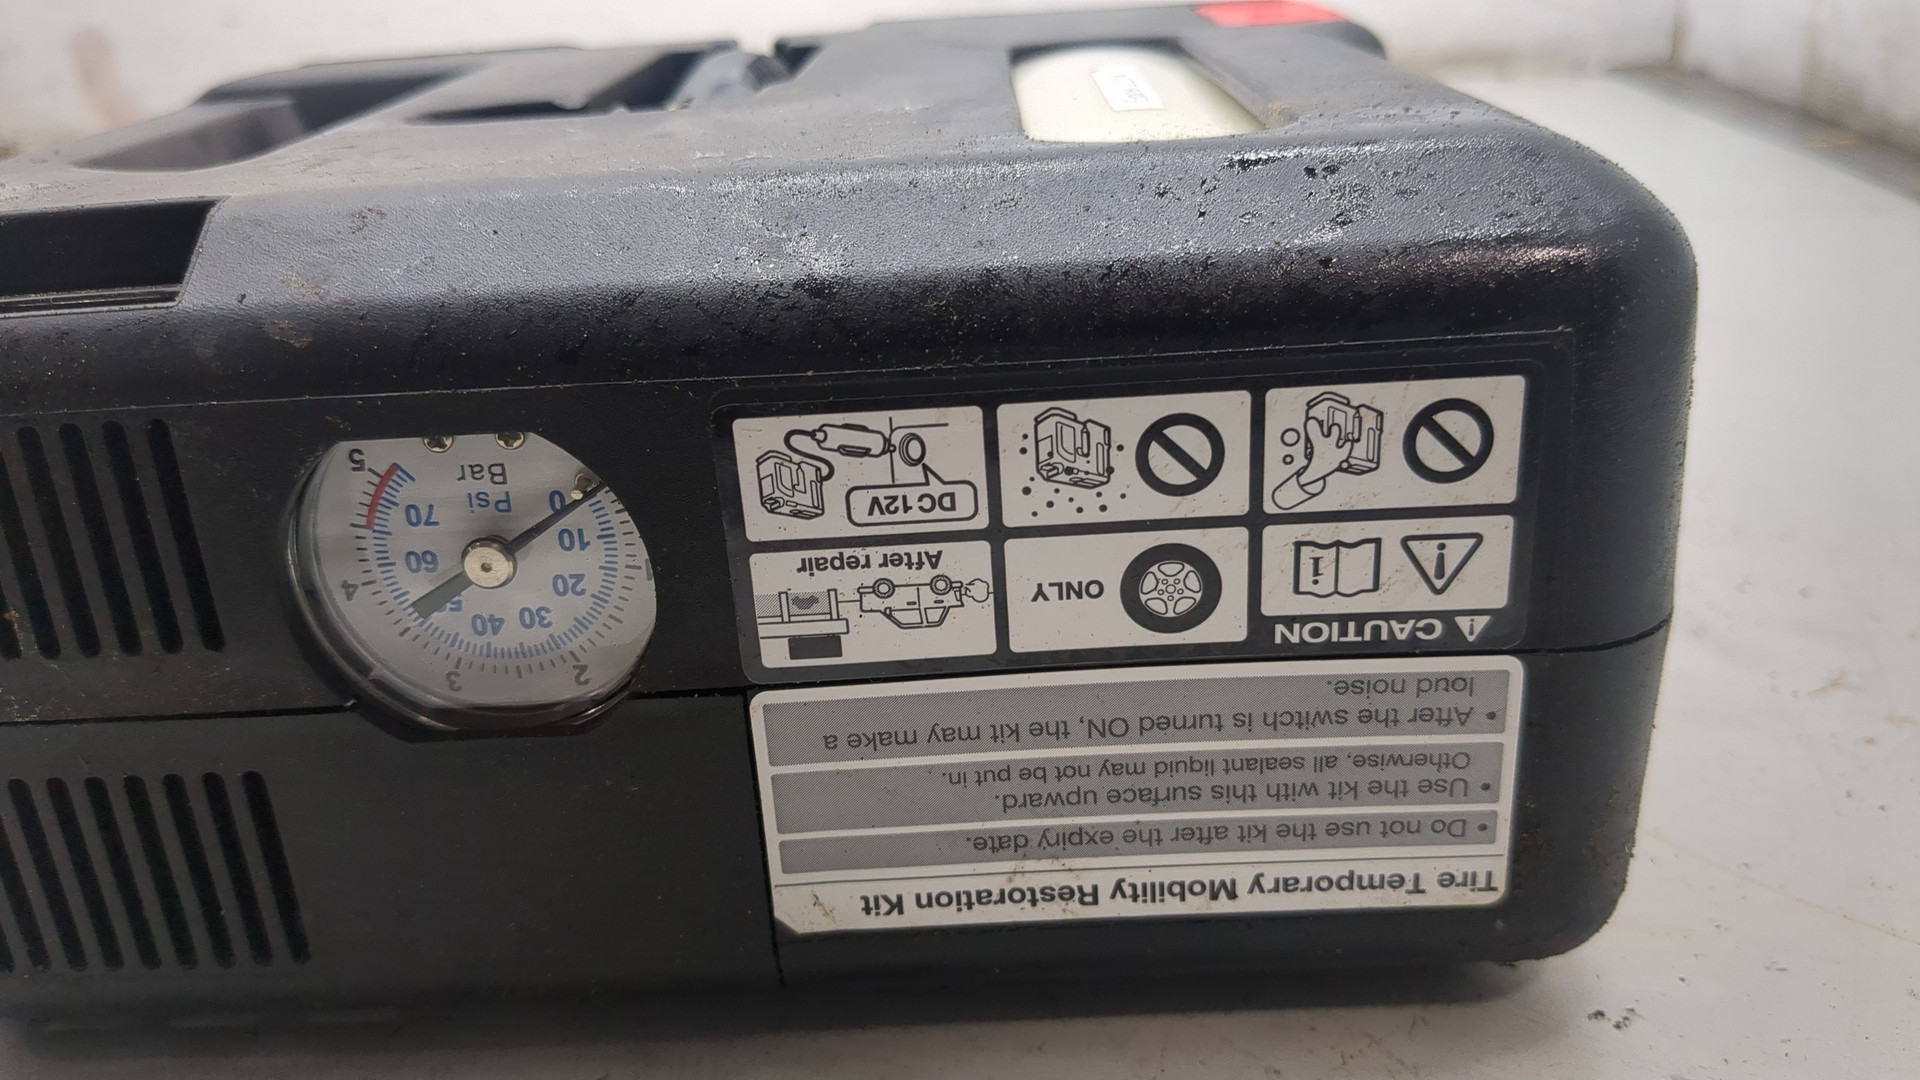 Tire Temporary Mobility Restoration Kit
• Do not use the kit after the expiry date.
• Use the kit with this surface upward.
Otherwise, all sealant liquid may not be put in.
• After the switch is turned ON, the kit may make a
loud noise.
CAUTION
ONLY
After repair
DC12V
0
10
20
30
40
60
70
Psi
Bar
1
2
3
4
5